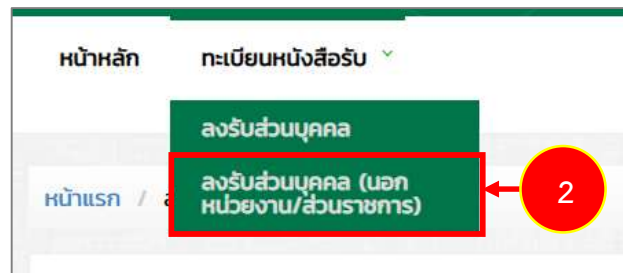 หน้าหลัก ทะเบียนหนังสือรับ
ลงรับส่วนบุคคล
ลงรับส่วนบุคคล (นอก
หน่วยงาน/ส่วนราชการ)
หน้าแรก /
2